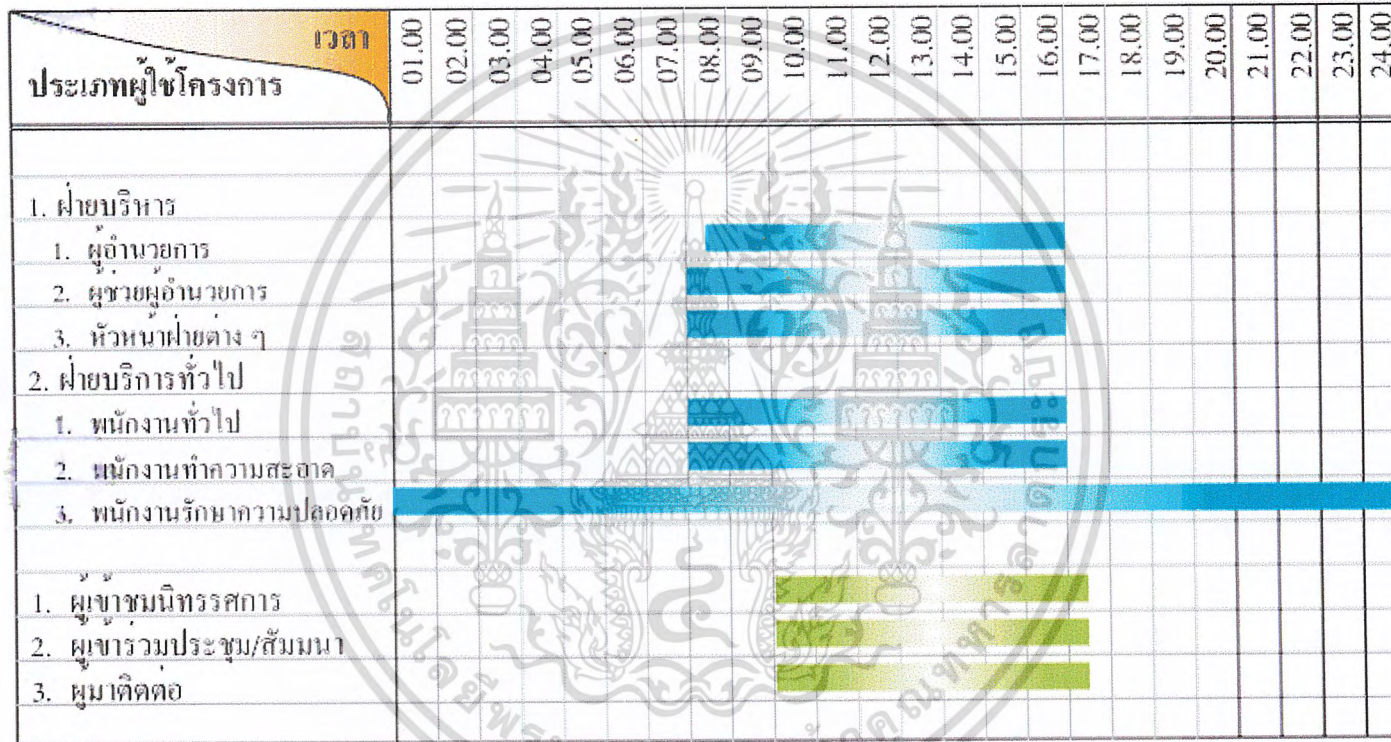 เวลา
ประเภทผู้ใช้โครงการ
01.00 02.00 03.00 04.00 05.00 06.00 07.00 08.00 09.00 10.00 11.00 12.00 13.00 14.00 15.00 16.00 17.00 18.00 19.00 20.00 21.00 22.00 23.00 24.00
1. ฝ่ายบริหาร
1. ผู้อำนวยการ
2. ผู้ช่วยผู้อำนวยการ
3. หัวหน้าฝ่ายต่าง ๆ
2. ฝ่ายบริการทั่วไป
1. พนักงานทั่วไป
2. พนักงานทำความสะอาด
3. พนักงานรักษาความปลอดภัย
1. ผู้เข้าชมนิทรรศการ
2. ผู้เข้าร่วมประชุม/สัมมนา
3. ผู้มาติดต่อ